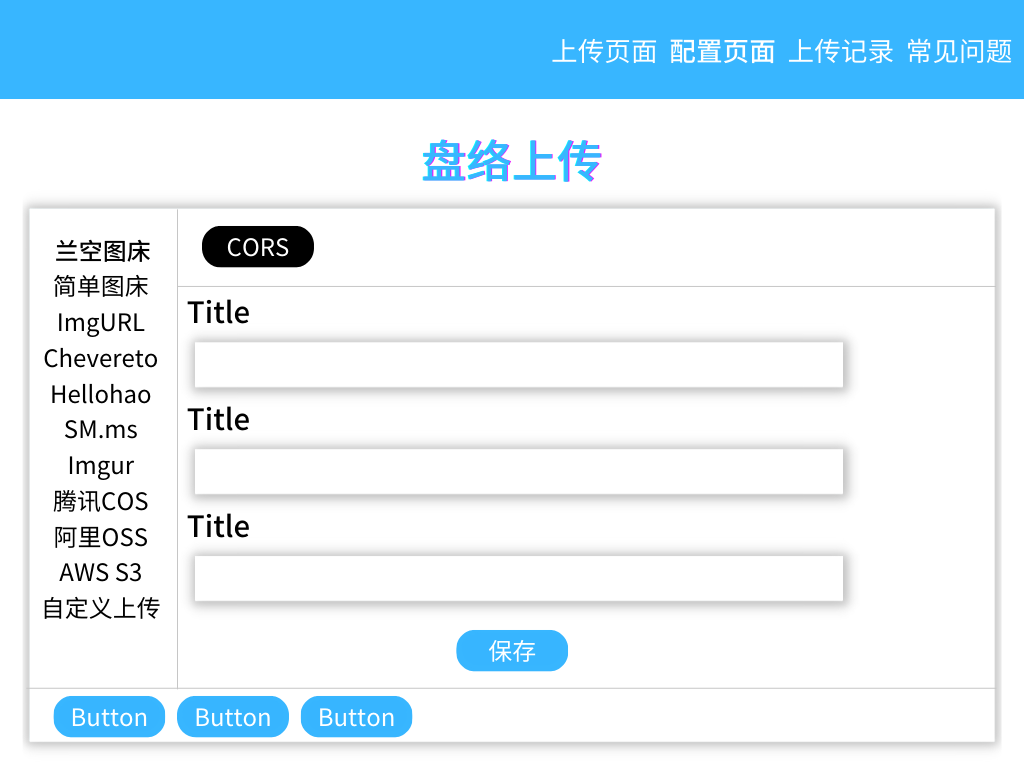 上传页面 配置页面 上传记录 常见问题
盘络上传
兰空图床
简单图床
ImgURL
Chevereto
Hellohao
SM.ms
Imgur
腾讯COS
阿里OSS
AWS S3
自定义上传
CORS
Title
Title
Title
保存
Button Button Button